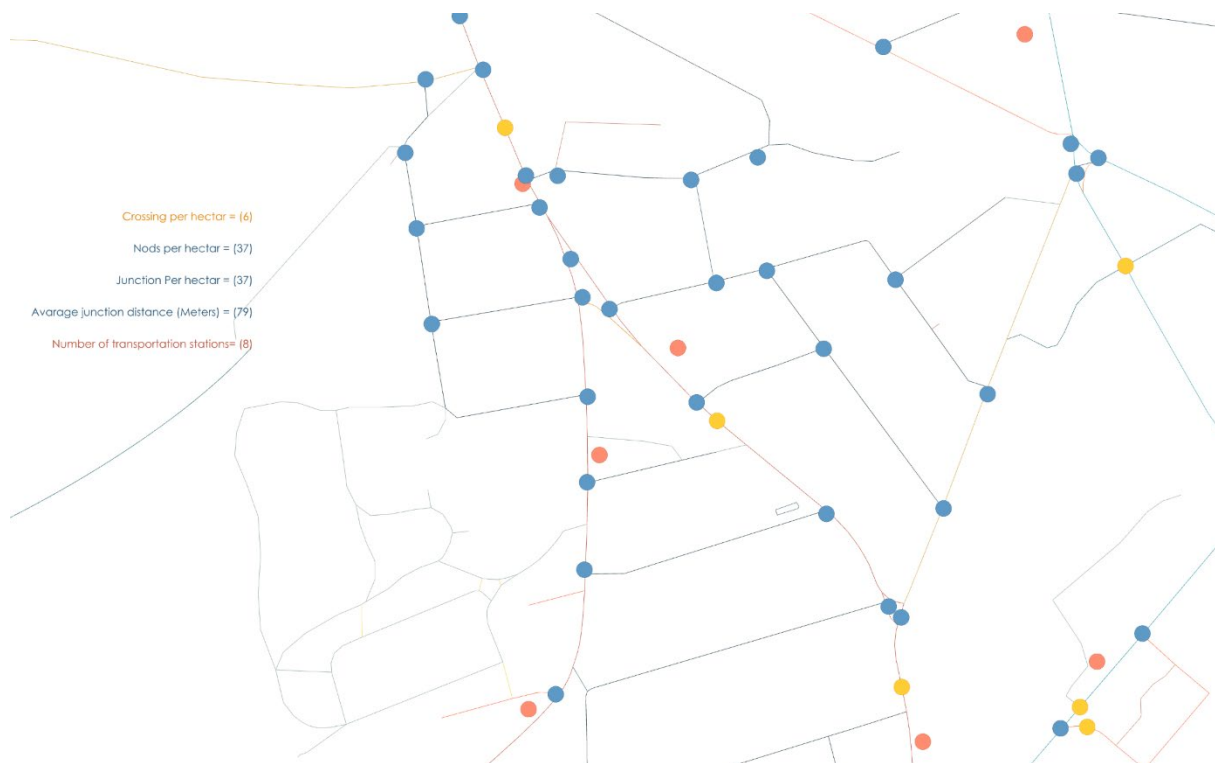 Crossing per hectar = (6)
Nods per hectar = (37)
Junction Per hectar = (37)
Avarage junction distance (Meters) = (79)
Number of transportation stations= (8)